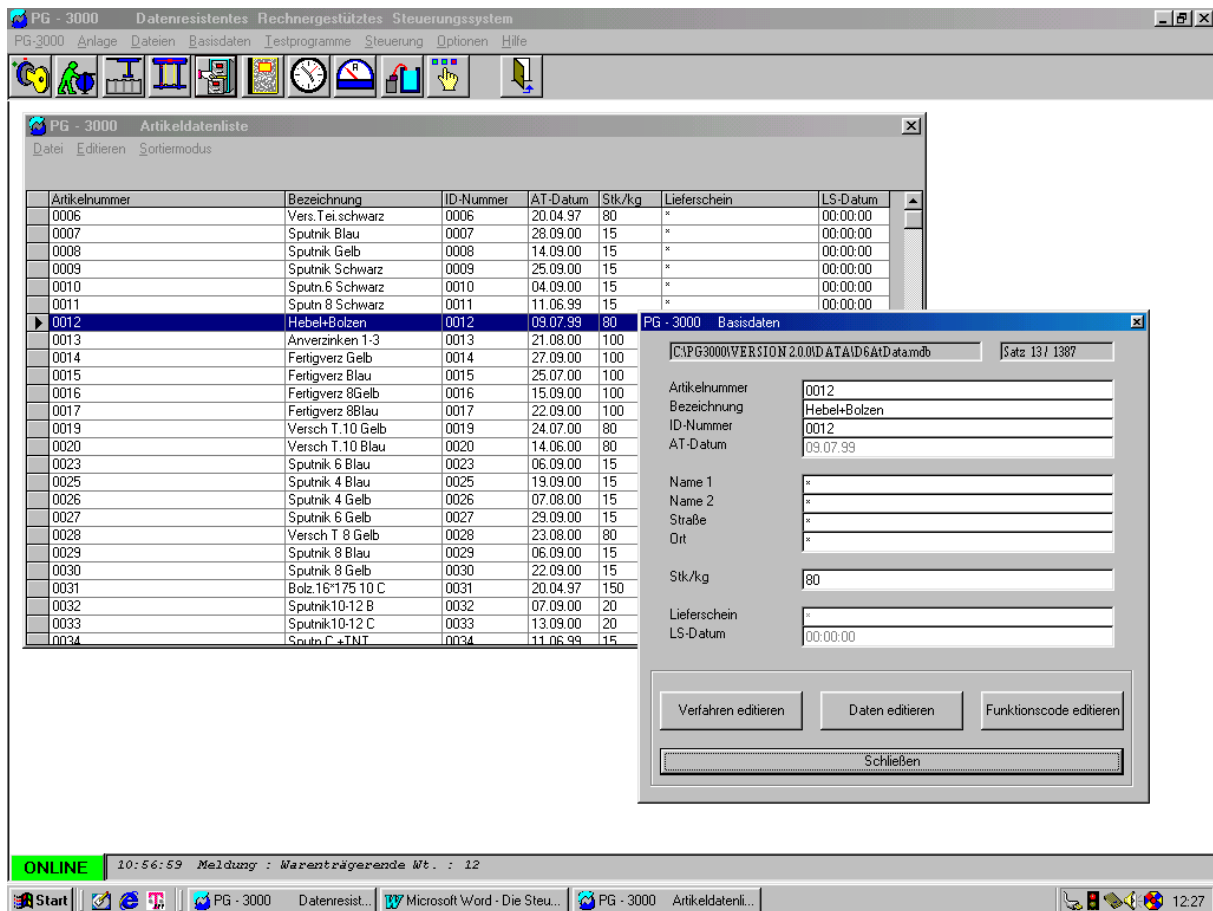 PG - 3000 Datenresistentes Rechnergestütztes Steuerungssystem
PG-3000 Anlage Dateien Basisdaten Testprogramme Steuerung Optionen Hilfe
PG - 3000 Artikeldatenliste
Datei Editieren Sortiermodus
Artikelnummer Bezeichnung ID-Nummer AT-Datum Stk/kg Lieferschein LS-Datum
0006 Vers.Tei.schwarz 0006 20.04.97 80 * 00:00:00
0007 Sputnik Blau 0007 28.09.00 15 * 00:00:00
0008 Sputnik Gelb 0008 14.09.00 15 * 00:00:00
0009 Sputnik Schwarz 0009 25.09.00 15 * 00:00:00
0010 Sputn.6 Schwarz 0010 04.09.00 15 * 00:00:00
0011 Sputn 8 Schwarz 0011 11.06.99 15 * 00:00:00
0012 Hebel+Bolzen 0012 09.07.99 80
0013 Anverzinken 1-3 0013 21.08.00 100
0014 Fertigverz Gelb 0014 27.09.00 100
0015 Fertigverz Blau 0015 25.07.00 100
0016 Fertigverz 8Gelb 0016 15.09.00 100
0017 Fertigverz 8Blau 0017 22.09.00 100
0019 Versch T.10 Gelb 0019 24.07.00 80
0020 Versch T.10 Blau 0020 14.06.00 80
0023 Sputnik 6 Blau 0023 06.09.00 15
0025 Sputnik 4 Blau 0025 19.09.00 15
0026 Sputnik 4 Gelb 0026 07.08.00 15
0027 Sputnik 6 Gelb 0027 29.09.00 15
0028 Versch T 8 Gelb 0028 23.08.00 80
0029 Sputnik 8 Blau 0029 06.09.00 15
0030 Sputnik 8 Gelb 0030 22.09.00 15
0031 Bolz.16*175 10 C 0031 20.04.97 150
0032 Sputnik10-12 B 0032 07.09.00 20
0033 Sputnik10-12 C 0033 13.09.00 20
0034 Sputn C +TNT 0034 11.06.99 15
PG - 3000 Basisdaten
C:\PG3000\VERSION 2.0.0\DATA\D6AtData.mdb Satz 13 / 1387
Artikelnummer 0012
Bezeichnung Hebel+Bolzen
ID-Nummer 0012
AT-Datum 09.07.99
Name 1 *
Name 2 *
Straße *
Ort *
Stk/kg 80
Lieferschein *
LS-Datum 00:00:00
Verfahren editieren Daten editieren Funktionscode editieren
Schließen
ONLINE 10:56:59 Meldung : Warenträgerende Wt. : 12
Start PG - 3000 Datenresist... Microsoft Word - Die Steu... PG - 3000 Artikeldatenli... 12:27